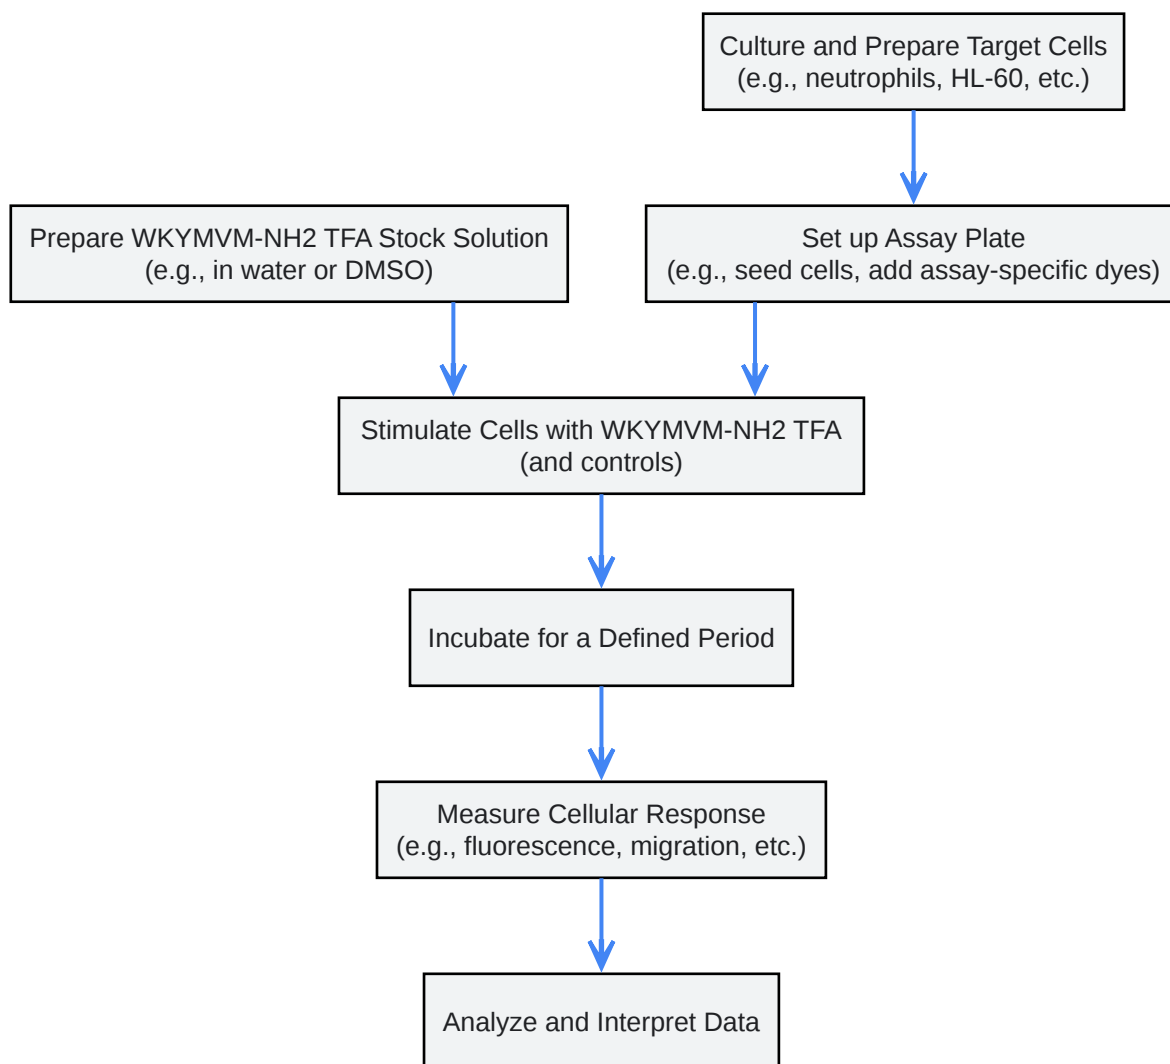 Culture and Prepare Target Cells
(e.g., neutrophils, HL-60, etc.)
Prepare WKYMVM-NH2 TFA Stock Solution
(e.g., in water or DMSO)
Set up Assay Plate
(e.g., seed cells, add assay-specific dyes)
Stimulate Cells with WKYMVM-NH2 TFA
(and controls)
Incubate for a Defined Period
Measure Cellular Response
(e.g., fluorescence, migration, etc.)
Analyze and Interpret Data